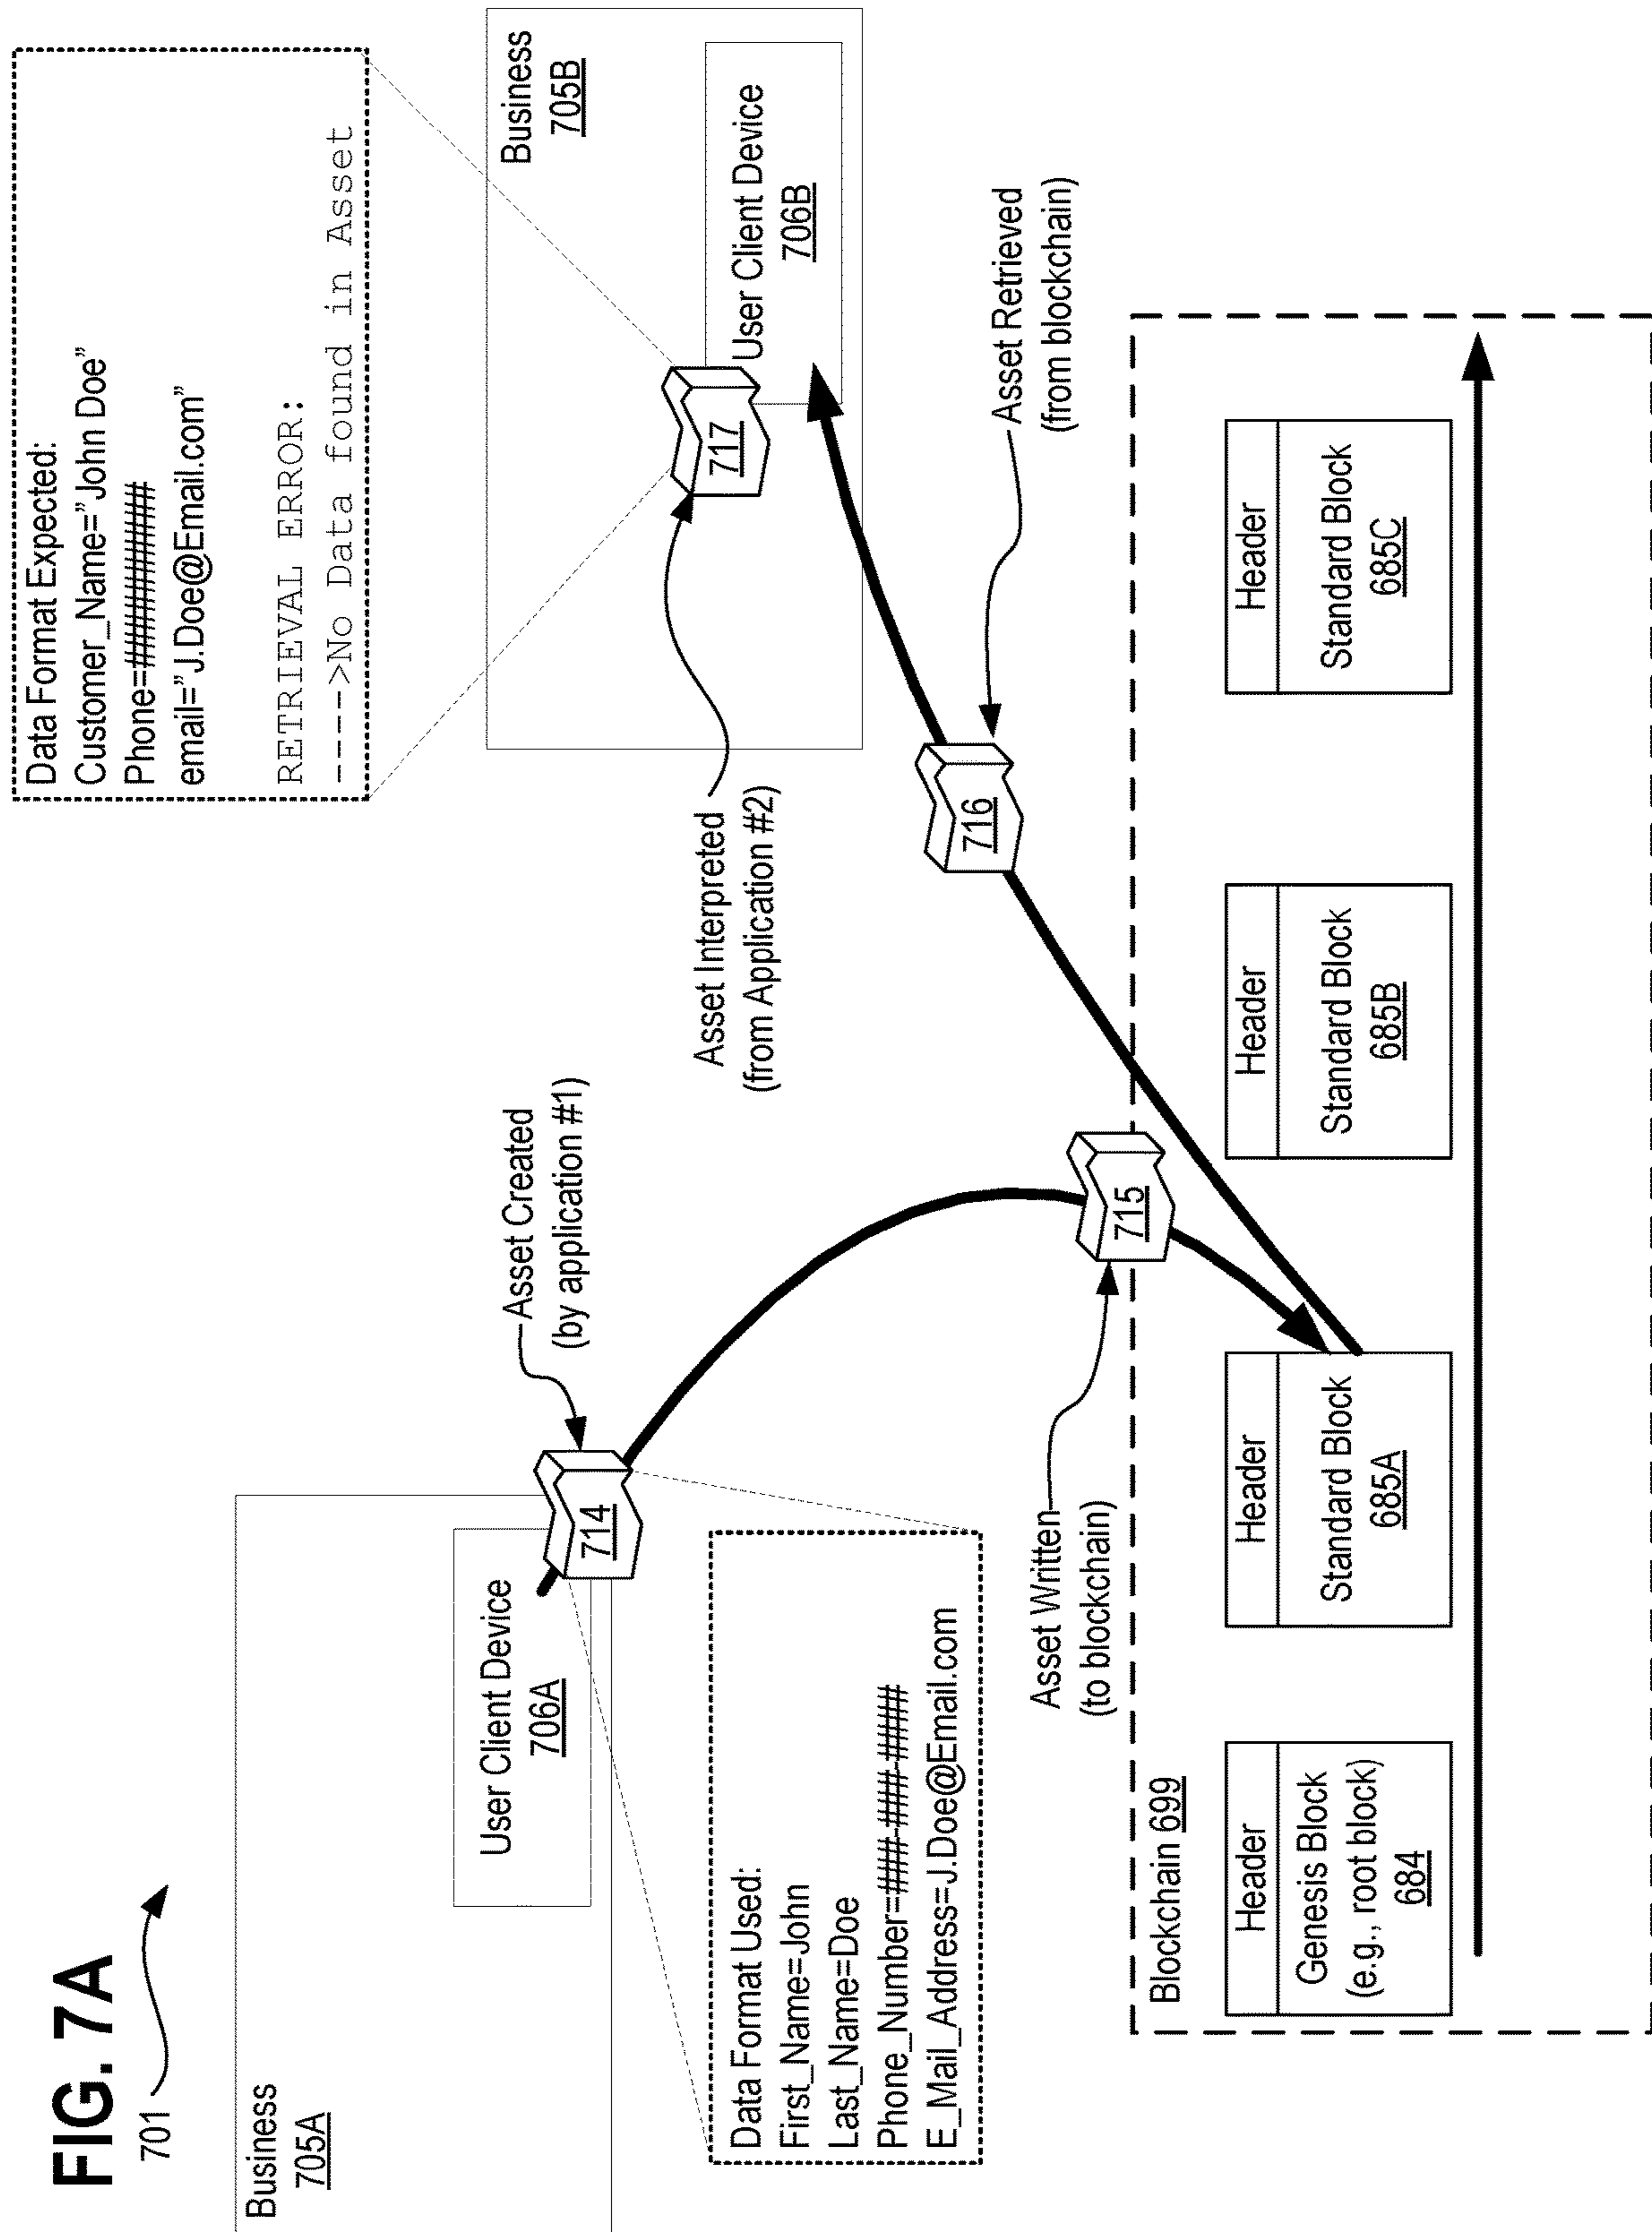 FIG. 7A
701
Business
705A
User Client Device
706A
714
Asset Created
(by application #1)
Data Format Used:
First_Name=John
Last_Name=Doe
Phone_Number=###-###-####
E_Mail_Address=J.Doe@Email.com
Data Format Expected:
Customer_Name=”John Doe”
Phone=##########
email=”J.Doe@Email.com”
RETRIEVAL ERROR:
---->No Data found in Asset
Business
705B
User Client Device
706B
717
Asset Interpreted
(from Application #2)
716
Asset Retrieved
(from blockchain)
715
Asset Written
(to blockchain)
Blockchain 699
Header
Genesis Block
(e.g., root block)
684
Header
Standard Block
685A
Header
Standard Block
685B
Header
Standard Block
685C